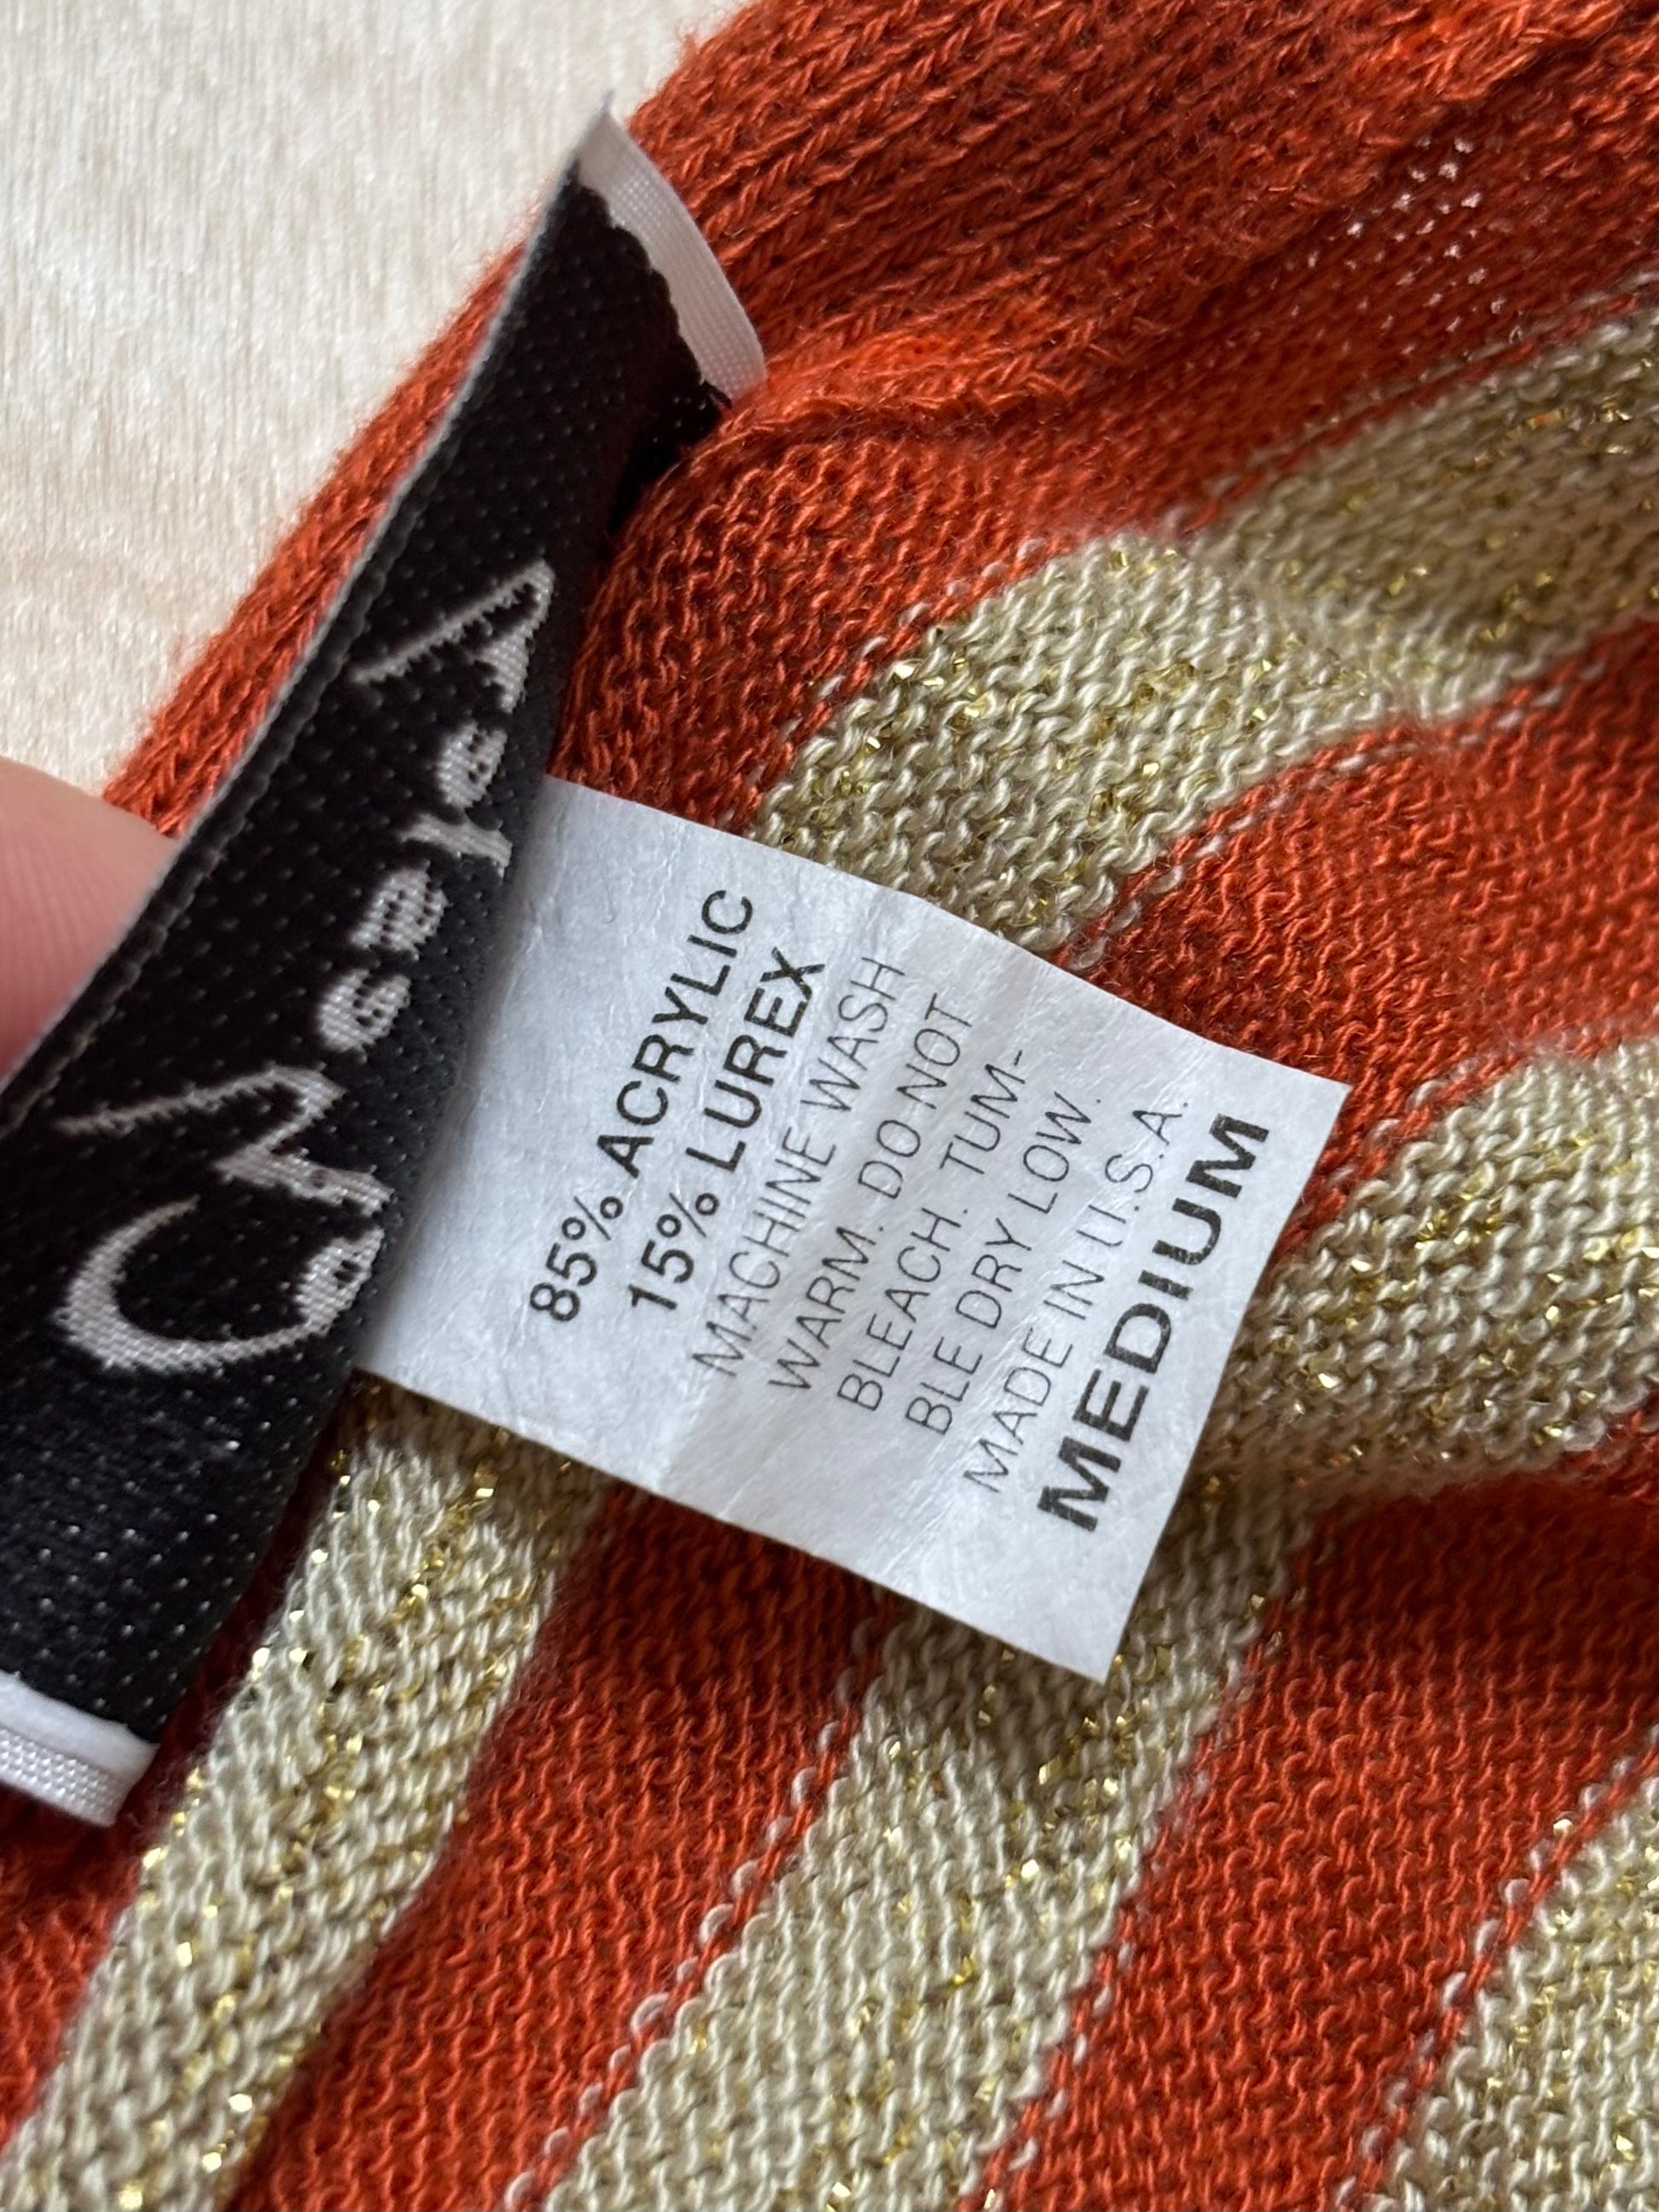 85% ACRYLIC
15% LUREX
MACHINE WASH
WARM. DO NOT
BLEACH. TUM-
BLE DRY LOW.
MADE IN U.S.A.
MEDIUM